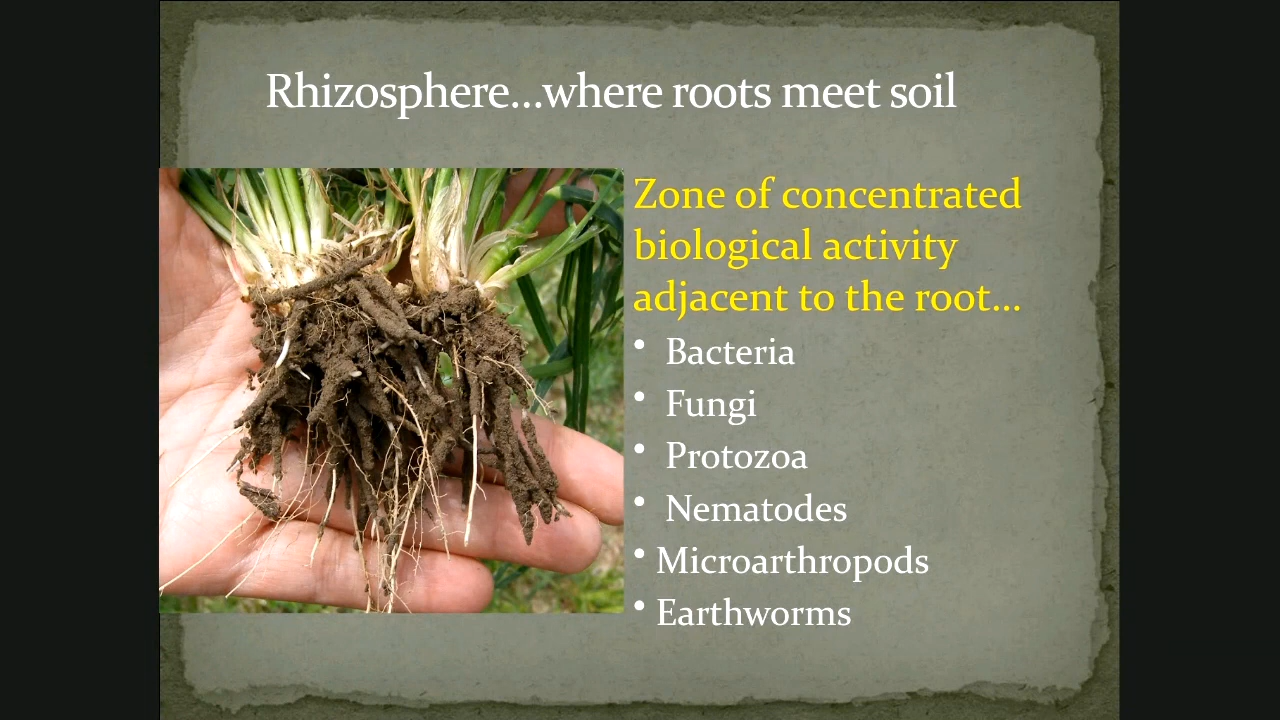 Rhizosphere...where roots meet soil
Zone of concentrated
biological activity
adjacent to the root...
• Bacteria
• Fungi
• Protozoa
• Nematodes
• Microarthropods
• Earthworms